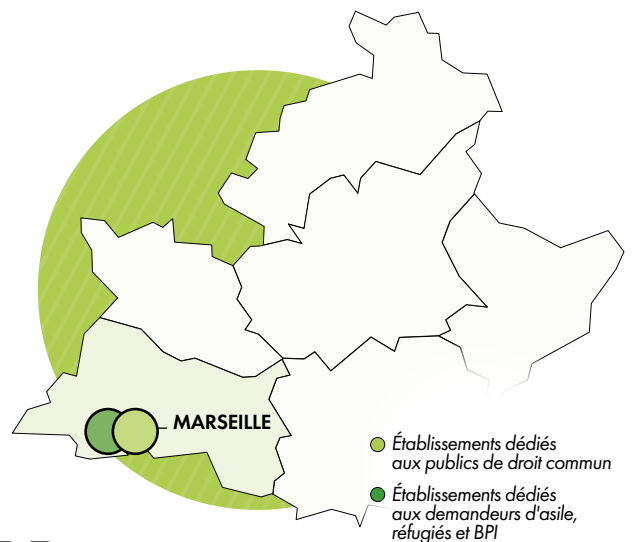 MARSEILLE
Établissements dédiés
aux publics de droit commun
Établissements dédiés
aux demandeurs d'asile,
réfugiés et BPI